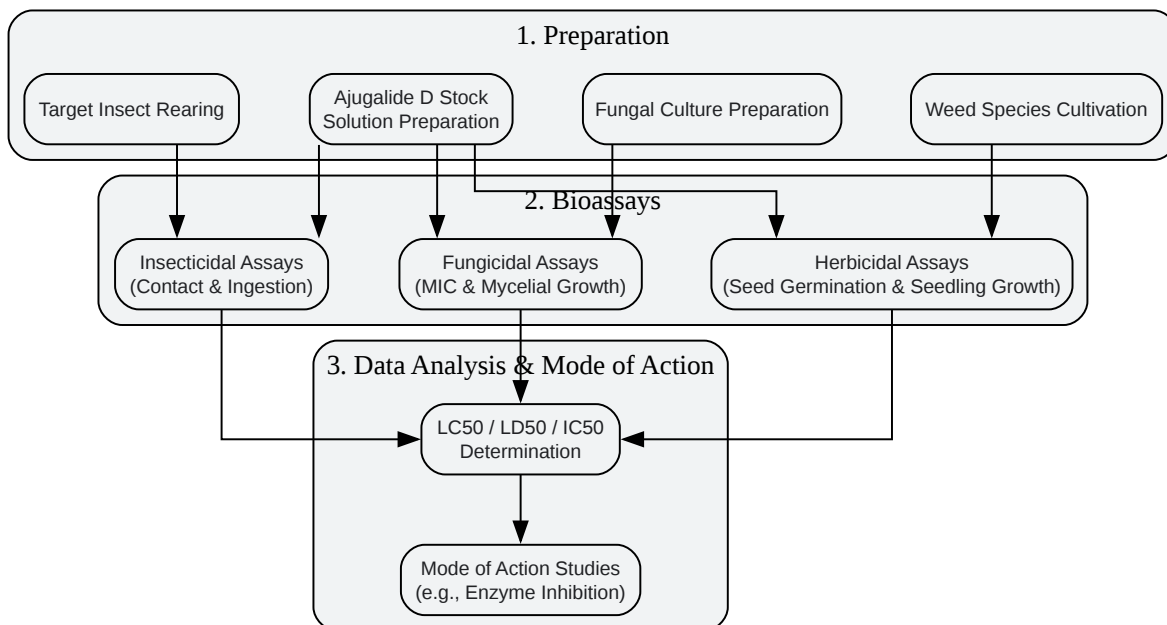 1. Preparation
Target Insect Rearing
Ajugalide D Stock
Solution Preparation
Fungal Culture Preparation
Weed Species Cultivation
2. Bioassays
Insecticidal Assays
(Contact & Ingestion)
Fungicidal Assays
(MIC & Mycelial Growth)
Herbicidal Assays
(Seed Germination & Seedling Growth)
3. Data Analysis & Mode of Action
LC50 / LD50 / IC50
Determination
Mode of Action Studies
(e.g., Enzyme Inhibition)